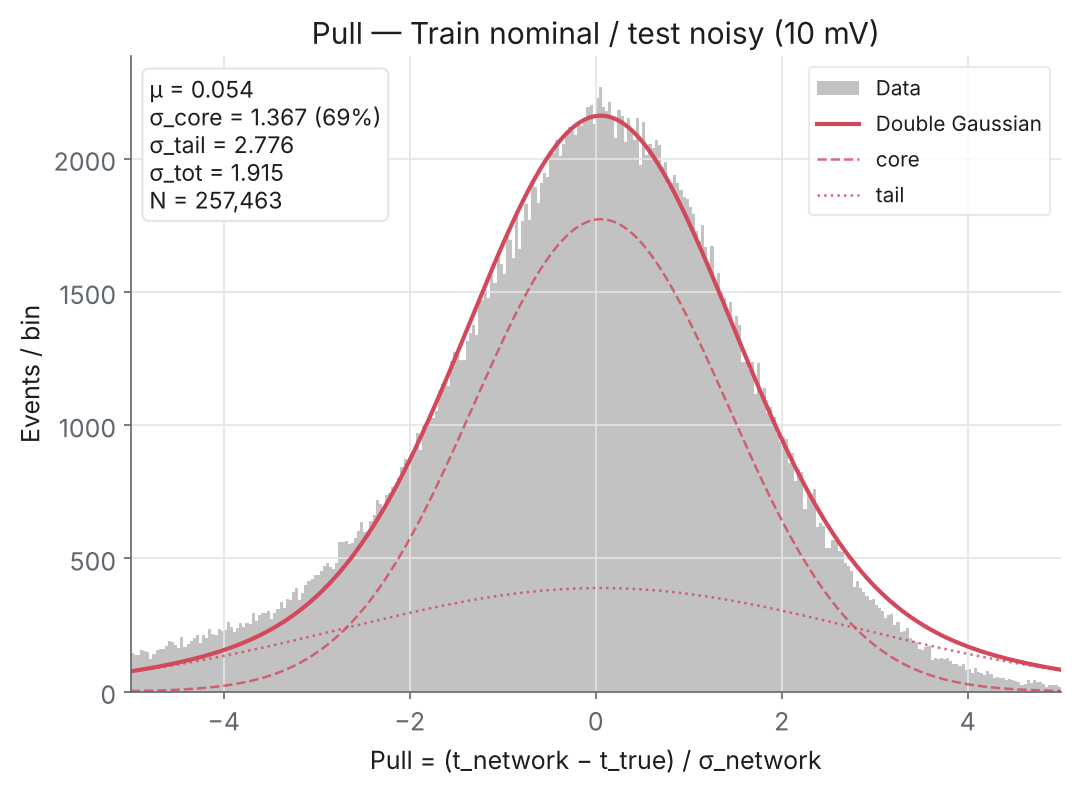 Pull — Train nominal / test noisy (10 mV)
μ = 0.054
σ_core = 1.367 (69%)
σ_tail = 2.776
σ_tot = 1.915
N = 257,463
Data
Double Gaussian
core
tail
Events / bin
2000
1500
1000
500
0
−4
−2
0
2
4
Pull = (t_network − t_true) / σ_network